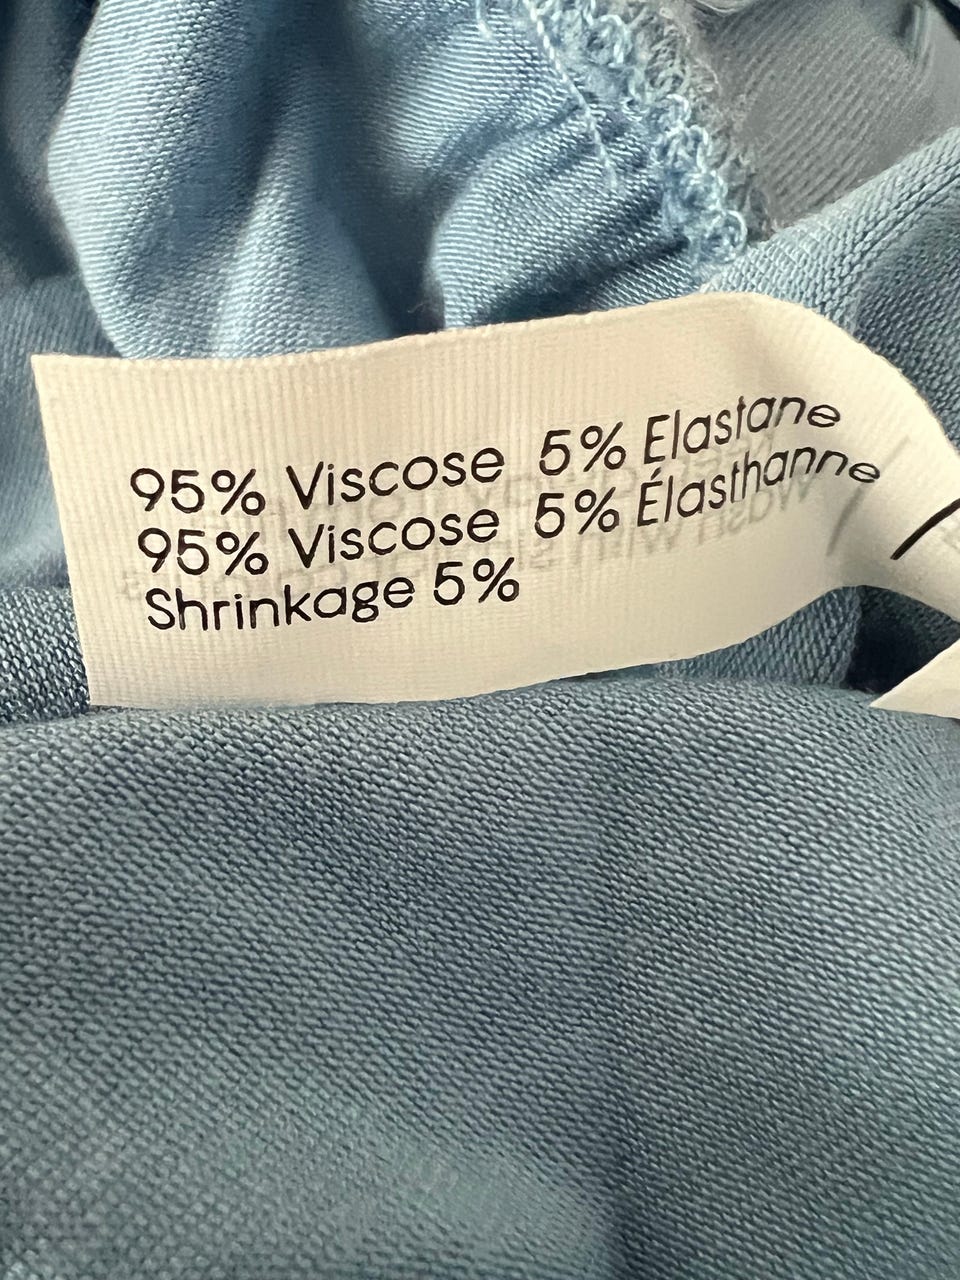 95% Viscose 5% Elastane
95% Viscose 5% Élasthanne
Shrinkage 5%